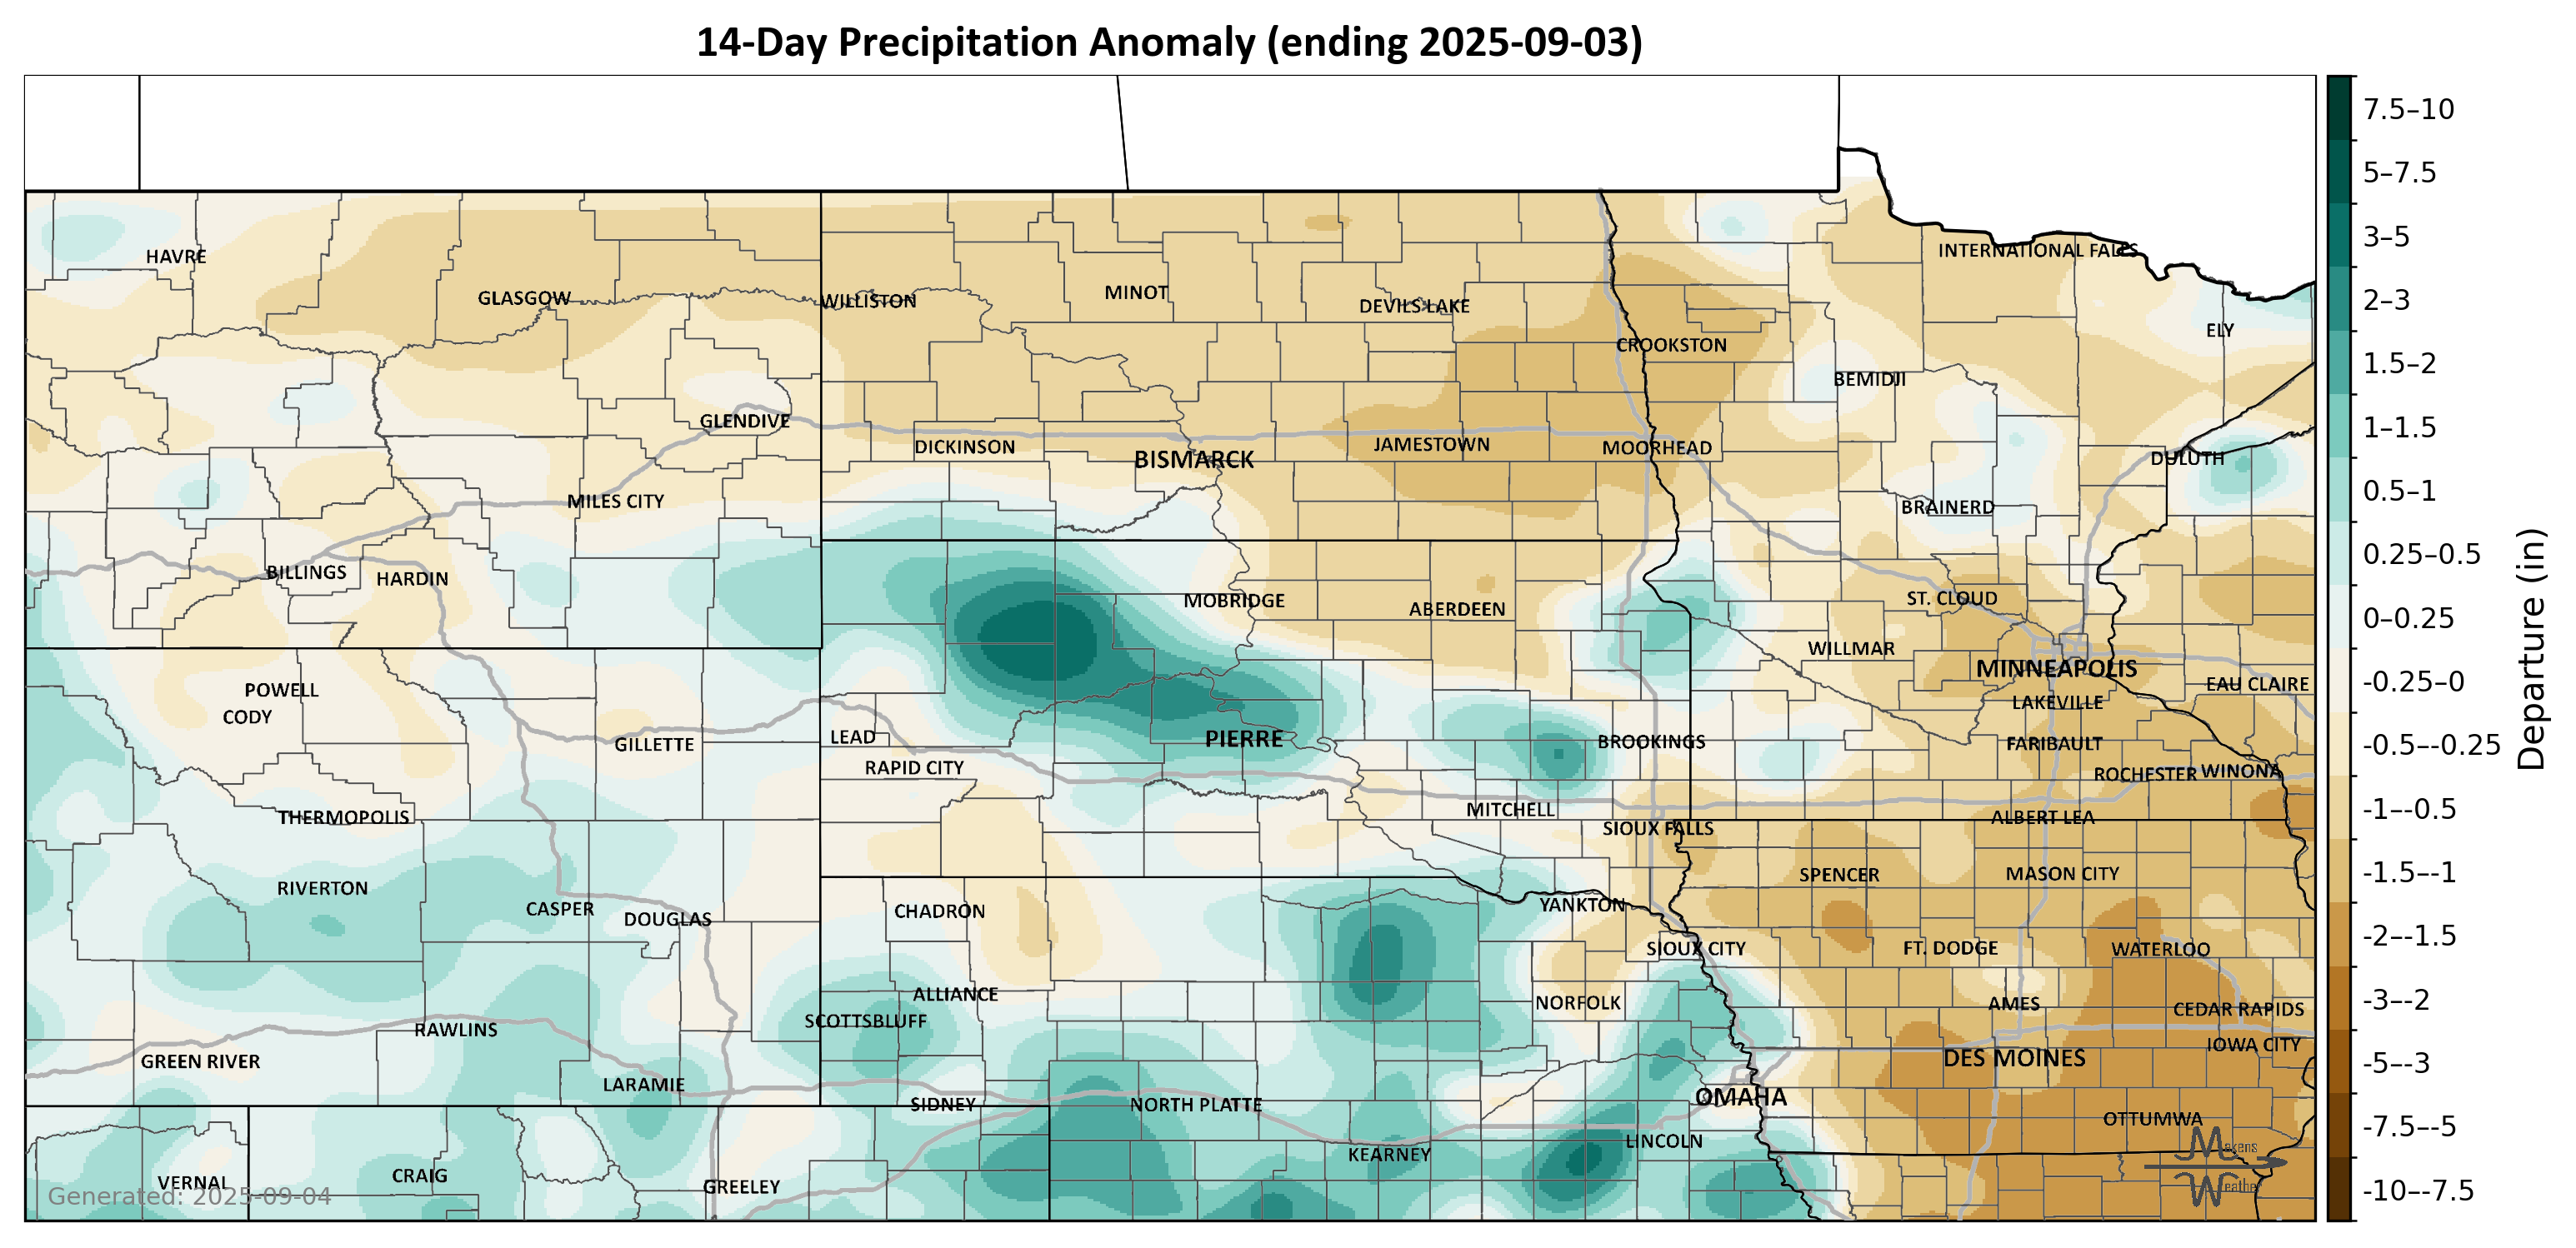 14-Day Precipitation Anomaly (ending 2025-09-03)
HAVRE
GLASGOW
WILLISTON
MINOT
DEVILS LAKE
INTERNATIONAL FALLS
CROOKSTON
ELY
BEMIDJI
GLENDIVE
DICKINSON
BISMARCK
JAMESTOWN
MOORHEAD
DULUTH
MILES CITY
BRAINERD
BILLINGS
HARDIN
MOBRIDGE
ABERDEEN
ST. CLOUD
WILLMAR
MINNEAPOLIS
POWELL
CODY
EAU CLAIRE
LAKEVILLE
GILLETTE
LEAD
PIERRE
BROOKINGS
FARIBAULT
RAPID CITY
ROCHESTER
WINONA
THERMOPOLIS
MITCHELL
ALBERT LEA
SIOUX FALLS
RIVERTON
SPENCER
MASON CITY
CASPER
DOUGLAS
CHADRON
YANKTON
SIOUX CITY
FT. DODGE
WATERLOO
ALLIANCE
NORFOLK
AMES
CEDAR RAPIDS
SCOTTSBLUFF
RAWLINS
GREEN RIVER
DES MOINES
IOWA CITY
LARAMIE
SIDNEY
NORTH PLATTE
OMAHA
OTTUMWA
LINCOLN
KEARNEY
VERNAL
CRAIG
GREELEY
Makens
Weather
Generated: 2025-09-04
7.5–10
5–7.5
3–5
2–3
1.5–2
1–1.5
0.5–1
0.25–0.5
0–0.25
-0.25–0
-0.5–-0.25
-1–-0.5
-1.5–-1
-2–-1.5
-3–-2
-5–-3
-7.5–-5
-10–-7.5
Departure (in)